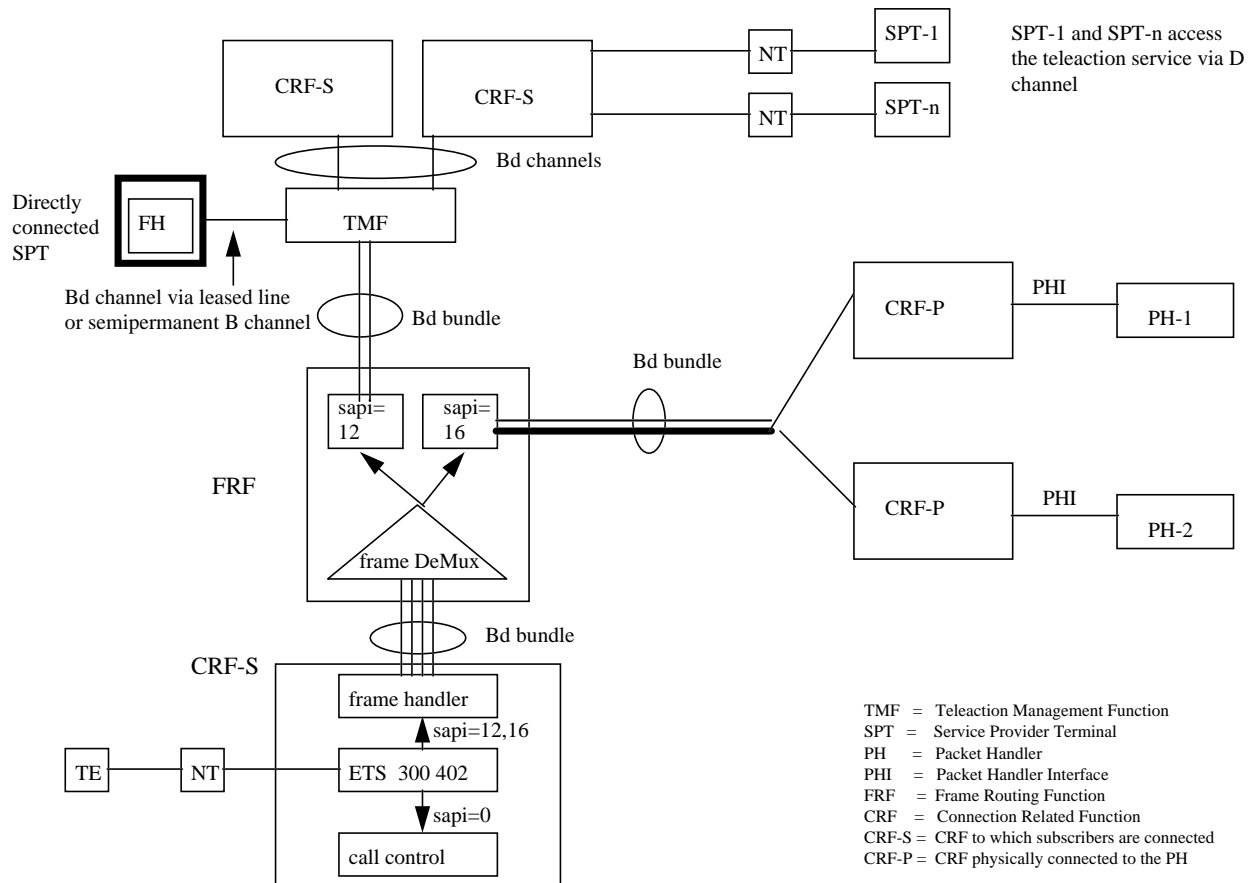 SPT-1
SPT-1 and SPT-n access
the teleaction service via D
channel
NT
CRF-S
CRF-S
SPT-n
NT
Bd channels
Directly
connected
SPT
FH
TMF
Bd channel via leased line
or semipermanent B channel
Bd bundle
PHI
CRF-P
PH-1
Bd bundle
sapi=
12
sapi=
16
FRF
CRF-P
PHI
PH-2
frame DeMux
Bd bundle
CRF-S
frame handler
sapi=12,16
TE
NT
ETS 300 402
sapi=0
call control
TMF = Teleaction Management Function
SPT = Service Provider Terminal
PH = Packet Handler
PHI = Packet Handler Interface
FRF = Frame Routing Function
CRF = Connection Related Function
CRF-S = CRF to which subscribers are connected
CRF-P = CRF physically connected to the PH